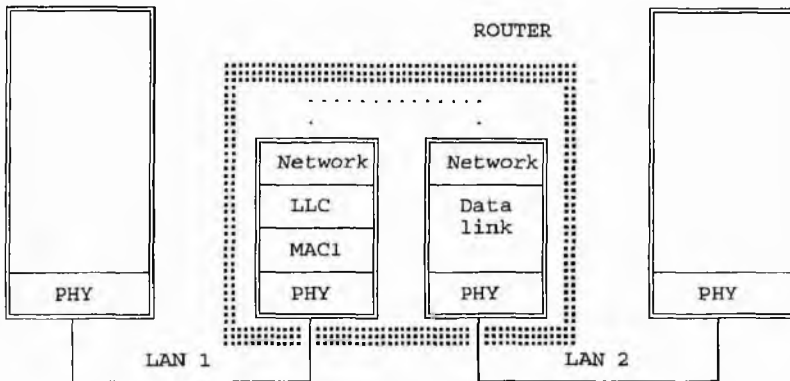 ROUTER
Network
Network
LLC
Data
link
MAC1
PHY
PHY
PHY
PHY
LAN 1
LAN 2